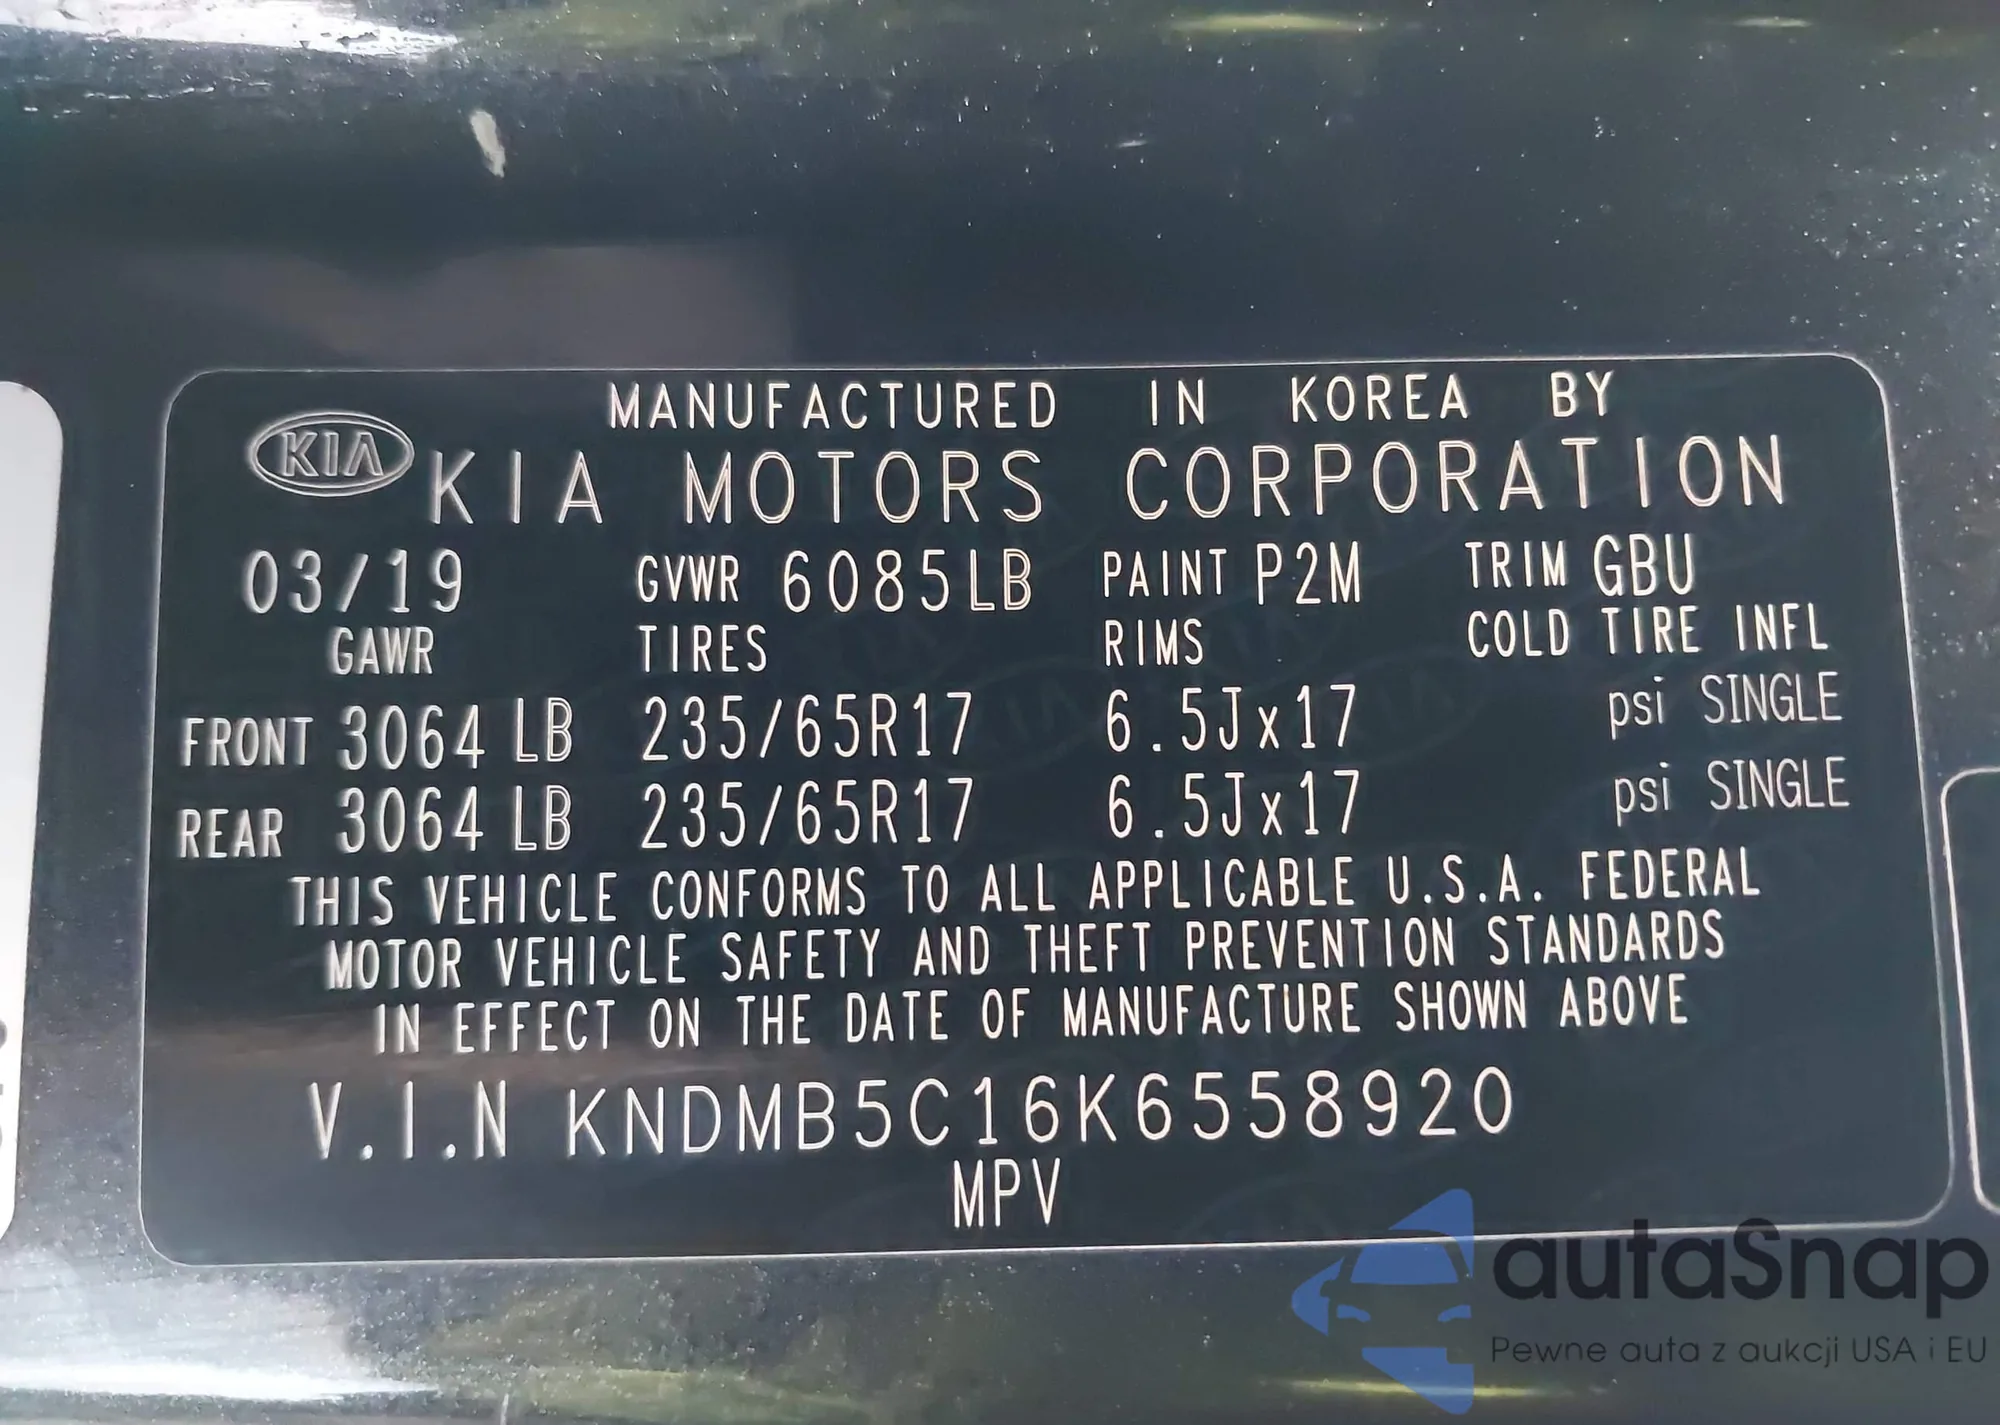 MANUFACTURED IN KOREA BY
KIA KIA MOTORS CORPORATION
03/19 GVWR 6085LB PAINT P2M TRIM GBU
GAWR TIRES RIMS COLD TIRE INFL
FRONT 3064 LB 235/65R17 6.5Jx17 psi SINGLE
REAR 3064 LB 235/65R17 6.5Jx17 psi SINGLE
THIS VEHICLE CONFORMS TO ALL APPLICABLE U.S.A. FEDERAL
MOTOR VEHICLE SAFETY AND THEFT PREVENTION STANDARDS
IN EFFECT ON THE DATE OF MANUFACTURE SHOWN ABOVE
V.I.N KNDMB5C16K6558920
MPV
autaSnap
Pewne auta z aukcji USA i EU